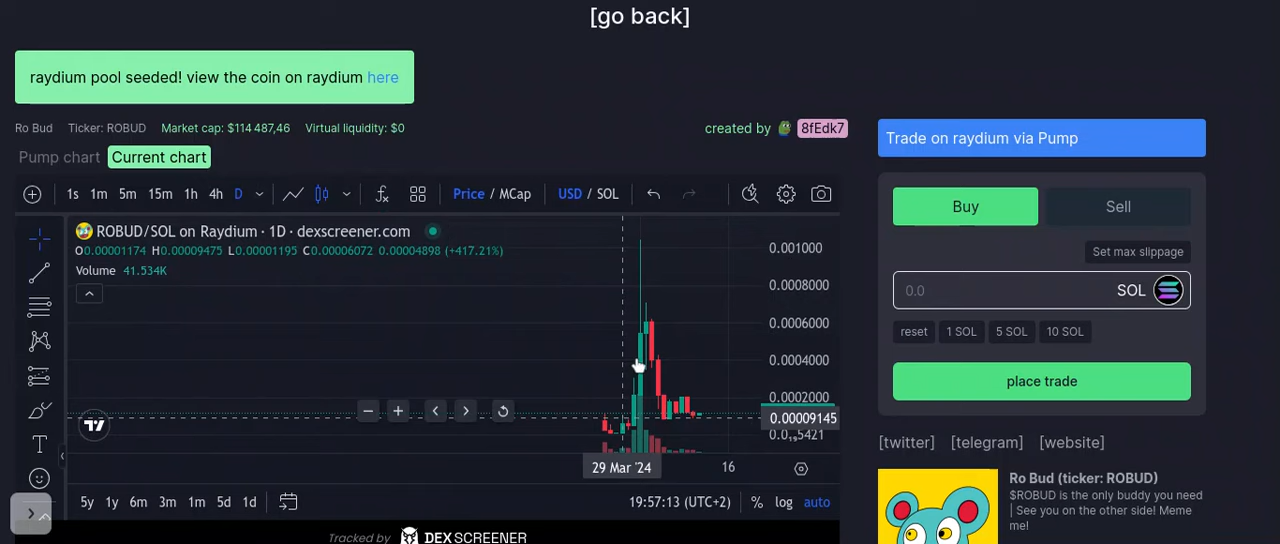 [go back]
raydium pool seeded! view the coin on raydium here
Ro Bud Ticker: ROBUD Market cap: $114 487,46 Virtual liquidity: $0
created by 8fEdk7
Pump chart Current chart
Trade on raydium via Pump
1s 1m 5m 15m 1h 4h D
Price / MCap
USD / SOL
Buy Sell
ROBUD/SOL on Raydium · 1D · dexscreener.com
O0.00001174 H0.00009475 L0.00001195 C0.00006072 0.00004898 (+417.21%)
Volume 41.534K
Set max slippage
0.0 SOL
reset 1 SOL 5 SOL 10 SOL
place trade
0.001000
0.0008000
0.0006000
0.0004000
0.0002000
0.00009145
0.0₁₉5421
29 Mar '24 16
5y 1y 6m 3m 1m 5d 1d
19:57:13 (UTC+2) % log auto
Tracked by DEX SCREENER
[twitter] [telegram] [website]
Ro Bud (ticker: ROBUD)
$ROBUD is the only buddy you need
| See you on the other side! Meme
me!